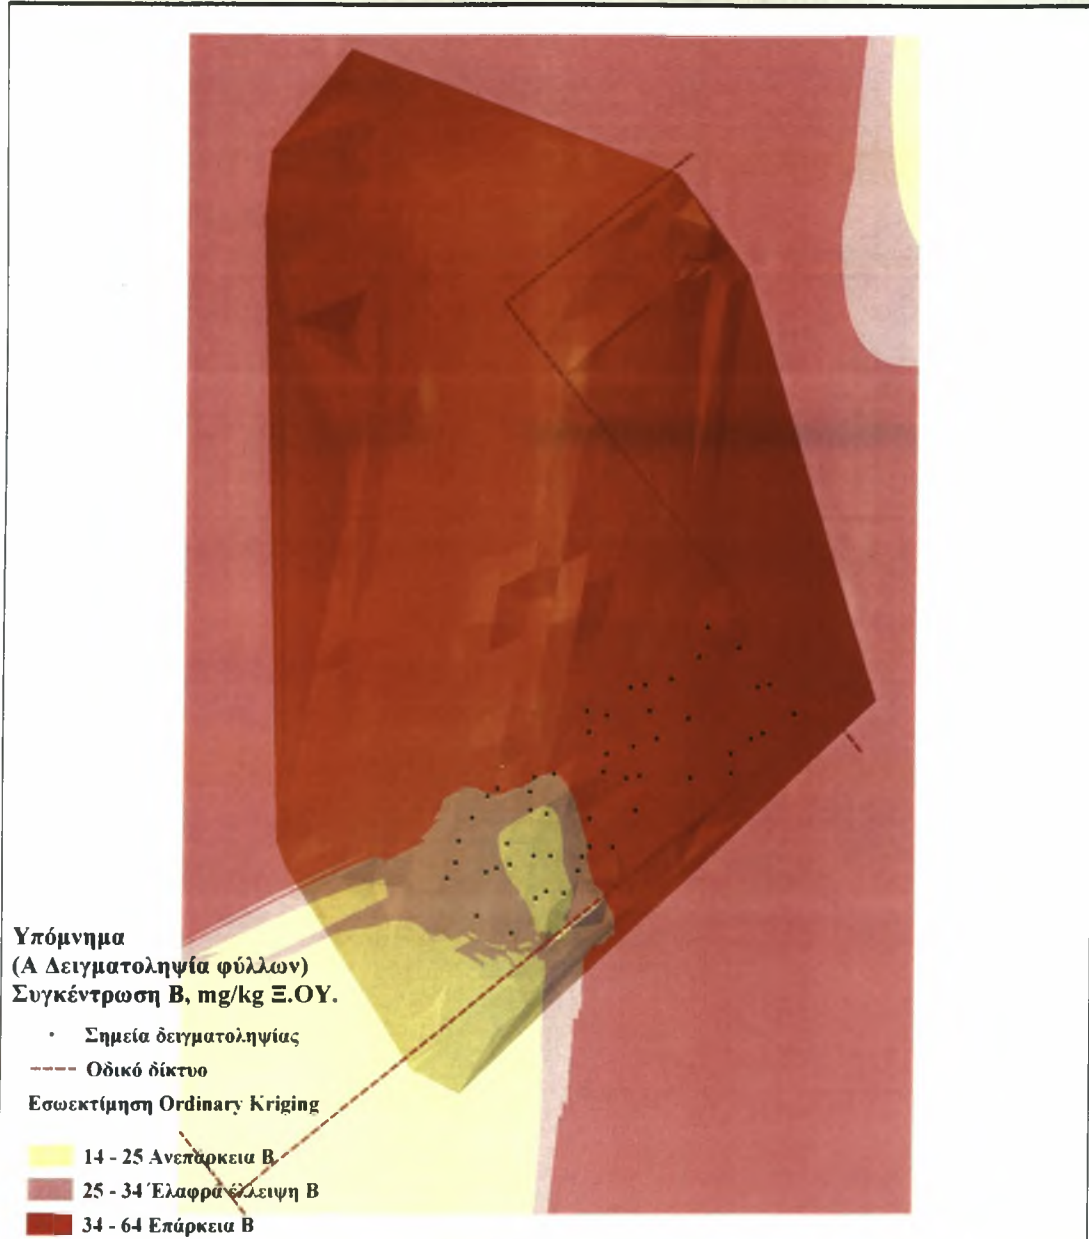 Υπόμνημα
(Α Δειγματοληψία φύλλων)
Συγκέντρωση Β, mg/kg Ξ.ΟΥ.
Σημεία δειγματοληψίας
Οδικό δίκτυο
Εσωεκτίμηση Ordinary Kriging
14 - 25 Ανεπάρκεια Β
25 - 34 Έλαφρά έλλειψη Β
34 - 64 Επάρκεια Β